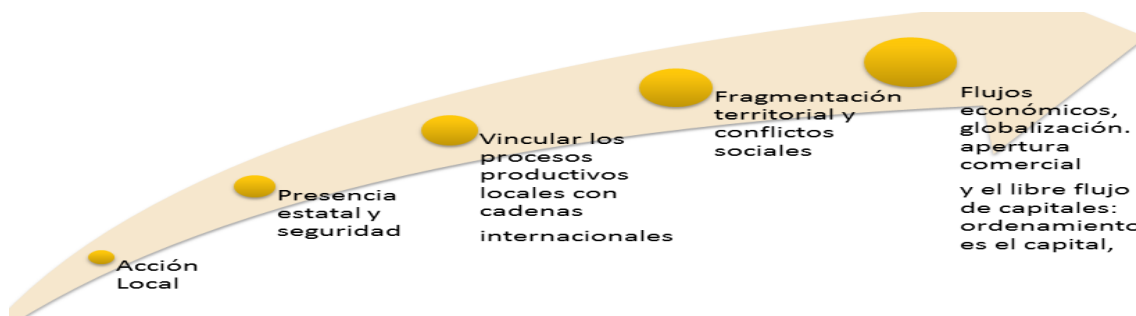 Acción
Local
Presencia
estatal y
seguridad
Vincular los
procesos
productivos
locales con
cadenas
internacionales
Fragmentación
territorial y
conflictos
sociales
Flujos
económicos,
globalización.
apertura
comercial
y el libre flujo
de capitales:
ordenamiento
es el capital,